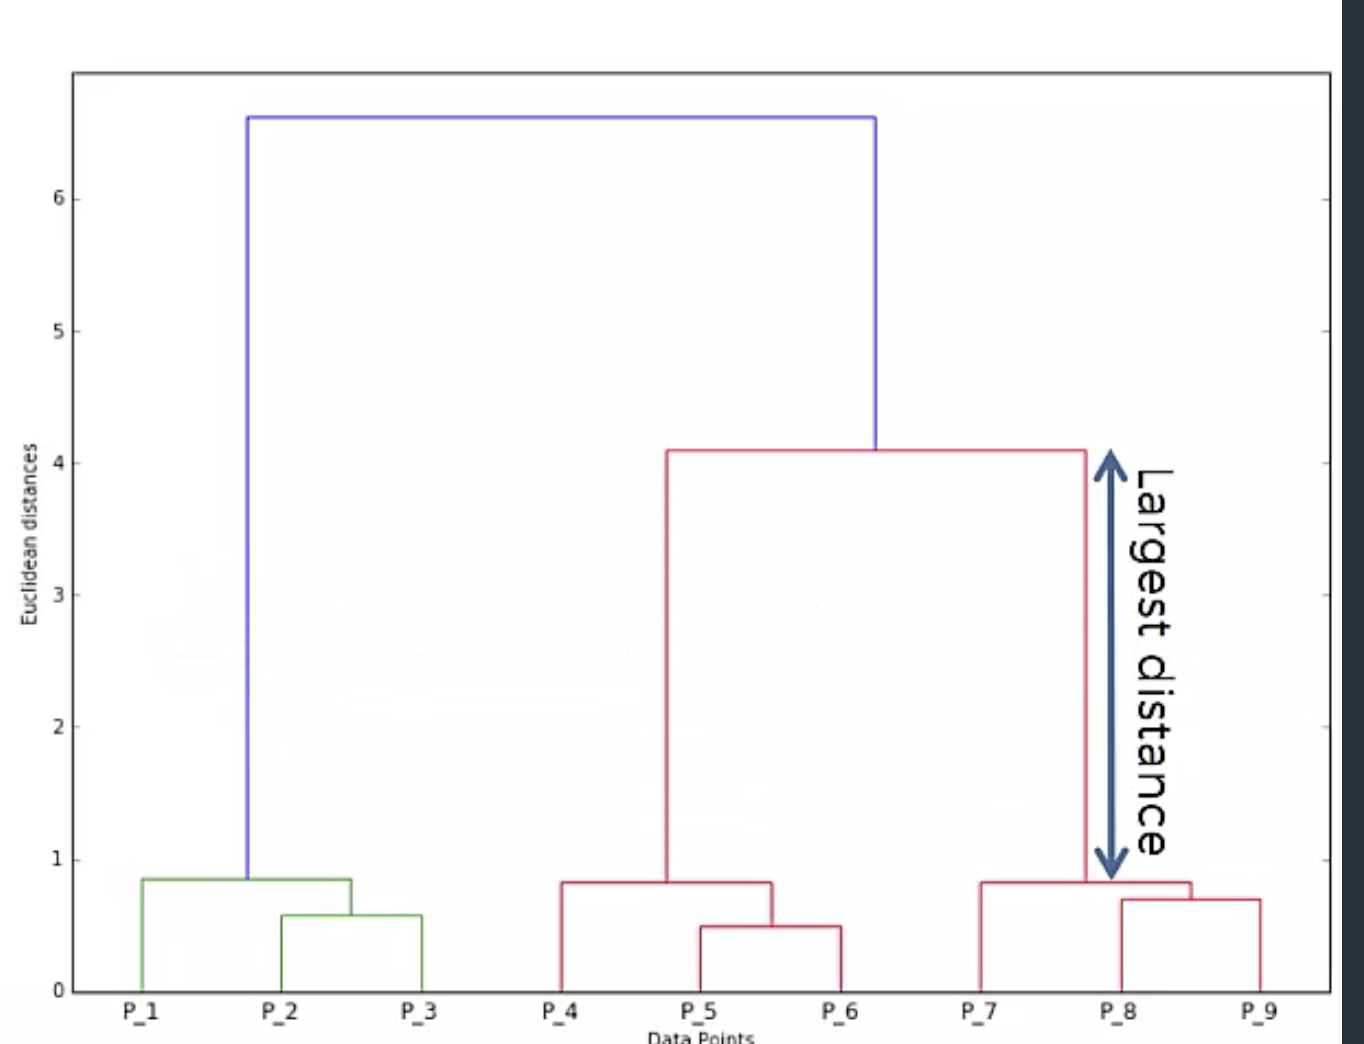 6
5
4
3
2
1
0
Euclidean distances
Largest distance
P_1 P_2 P_3 P_4 P_5 P_6 P_7 P_8 P_9
Data Points